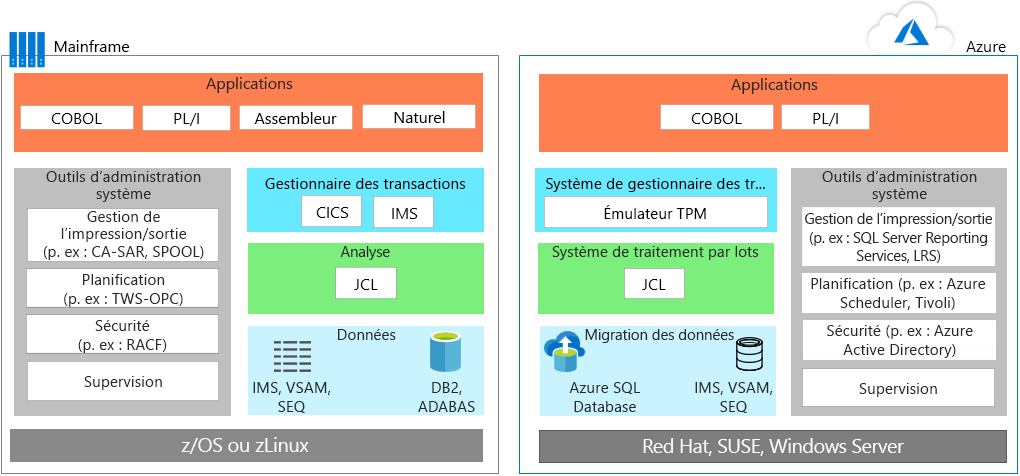 Mainframe
Applications
COBOL
PL/I
Assembleur
Naturel
Outils d'administration
système
Gestion de
l'impression/sortie
(p. ex : CA-SAR, SPOOL)
Planification
(p. ex : TWS-OPC)
Sécurité
(p. ex : RACF)
Supervision
Gestionnaire des transactions
CICS
IMS
Analyse
JCL
Données
IMS, VSAM,
SEQ
DB2,
ADABAS
z/OS ou zLinux
Azure
Applications
COBOL
PL/I
Système de gestionnaire des tr...
Émulateur TPM
Système de traitement par lots
JCL
Migration des données
Azure SQL
Database
IMS, VSAM,
SEQ
Outils d'administration
système
Gestion de l'impression/sortie
(p. ex : SQL Server Reporting
Services, LRS)
Planification (p. ex : Azure
Scheduler, Tivoli)
Sécurité (p. ex : Azure
Active Directory)
Supervision
Red Hat, SUSE, Windows Server